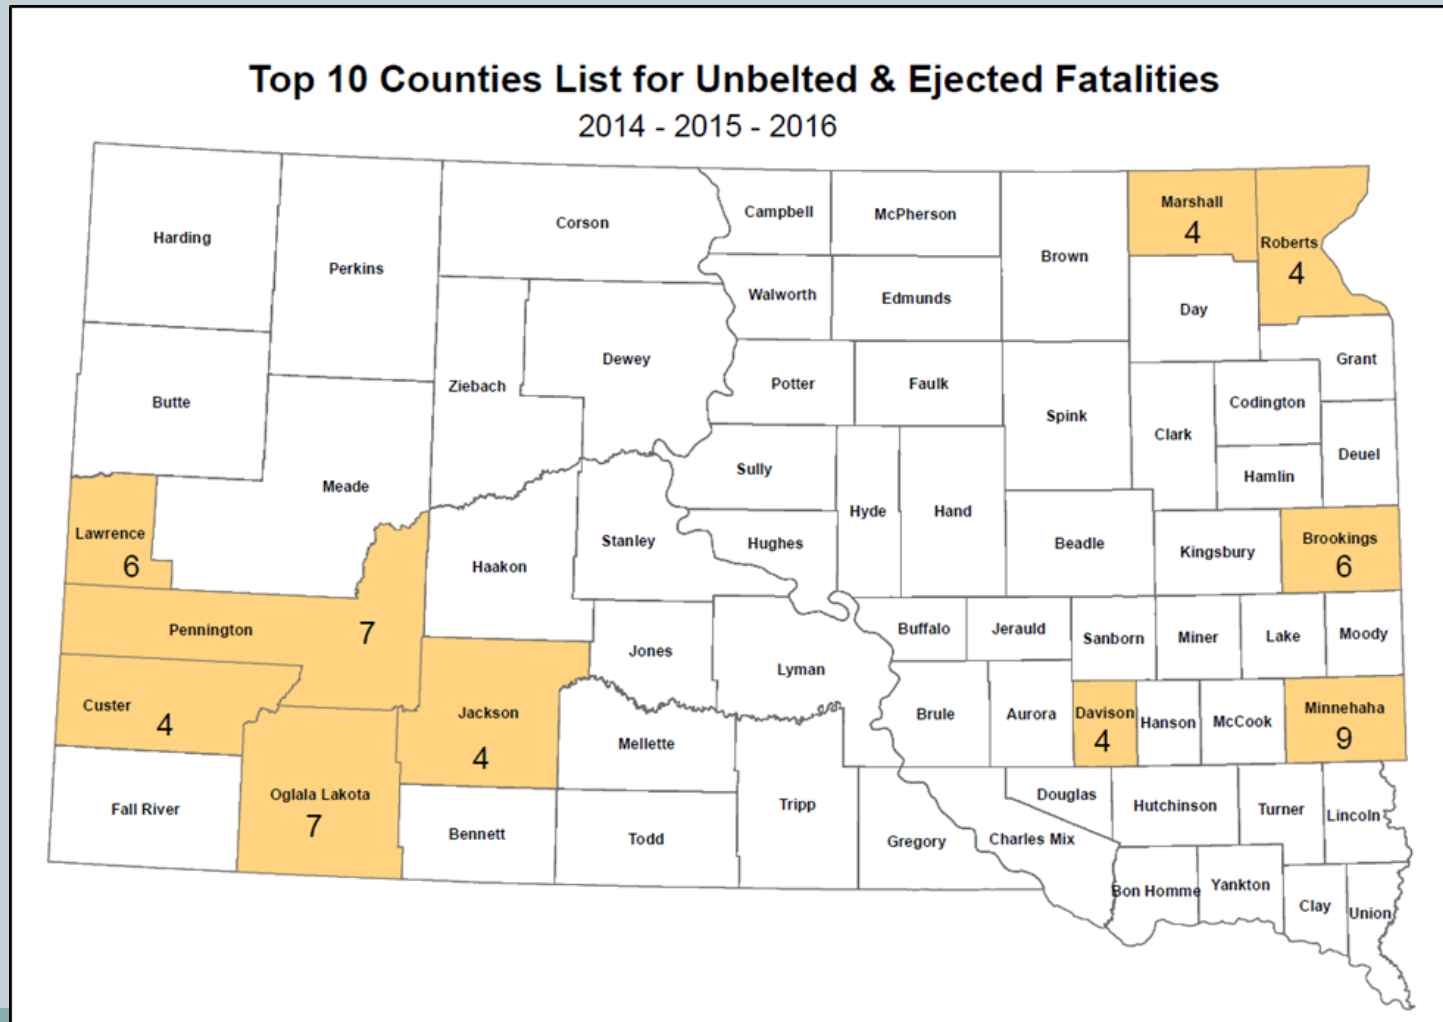 Top 10 Counties List for Unbelted & Ejected Fatalities
2014 - 2015 - 2016
Harding
Perkins
Corson
Campbell
McPherson
Brown
Marshall
4
Roberts
4
Walworth
Edmunds
Day
Butte
Ziebach
Dewey
Potter
Faulk
Spink
Clark
Codington
Grant
Meade
Sully
Hyde
Hand
Hamlin
Deuel
Lawrence
6
Haakon
Stanley
Hughes
Beadle
Kingsbury
Brookings
6
Pennington
7
Jones
Lyman
Buffalo
Jerauld
Sanborn
Miner
Lake
Moody
Custer
4
Jackson
4
Mellette
Brule
Aurora
Davison
4
Hanson
McCook
Minnehaha
9
Fall River
Oglala Lakota
7
Bennett
Todd
Tripp
Gregory
Charles Mix
Douglas
Hutchinson
Turner
Lincoln
Bon Homme
Yankton
Clay
Union